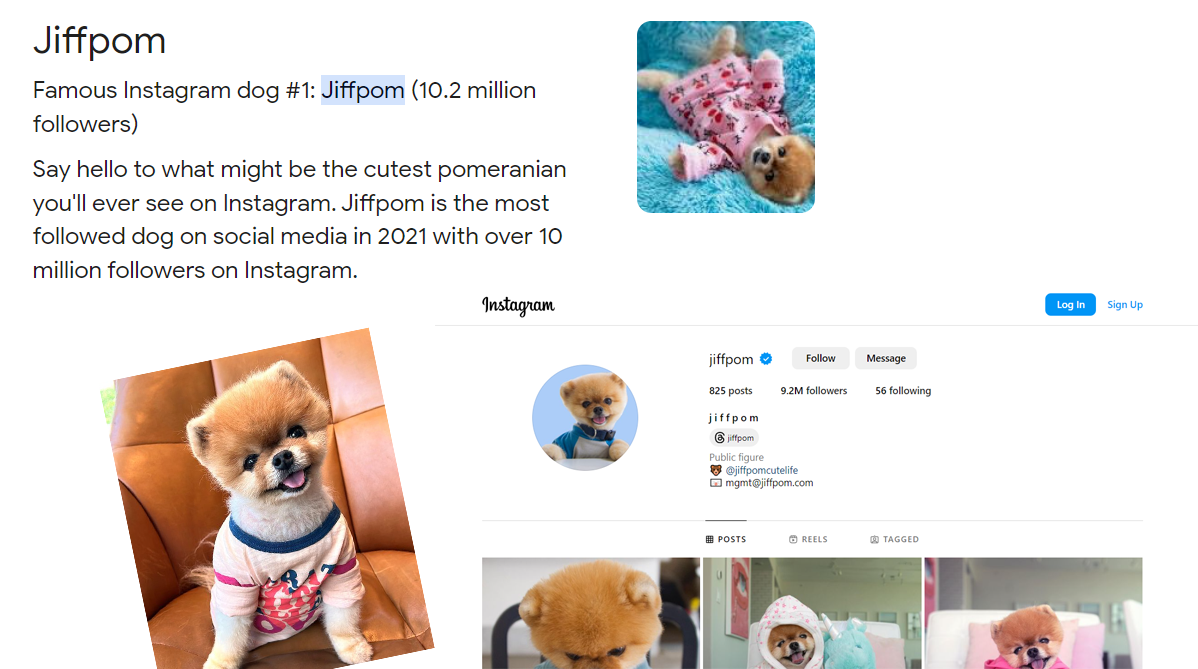 Jiffpom
Famous Instagram dog #1: Jiffpom (10.2 million
followers)
Say hello to what might be the cutest pomeranian
you'll ever see on Instagram. Jiffpom is the most
followed dog on social media in 2021 with over 10
million followers on Instagram.
Instagram
Log In Sign Up
jiffpom Follow Message
825 posts 9.2M followers 56 following
j i f f p o m
jiffpom
Public figure
@jiffpomcutelife
mgmt@jiffpom.com
POSTS REELS TAGGED